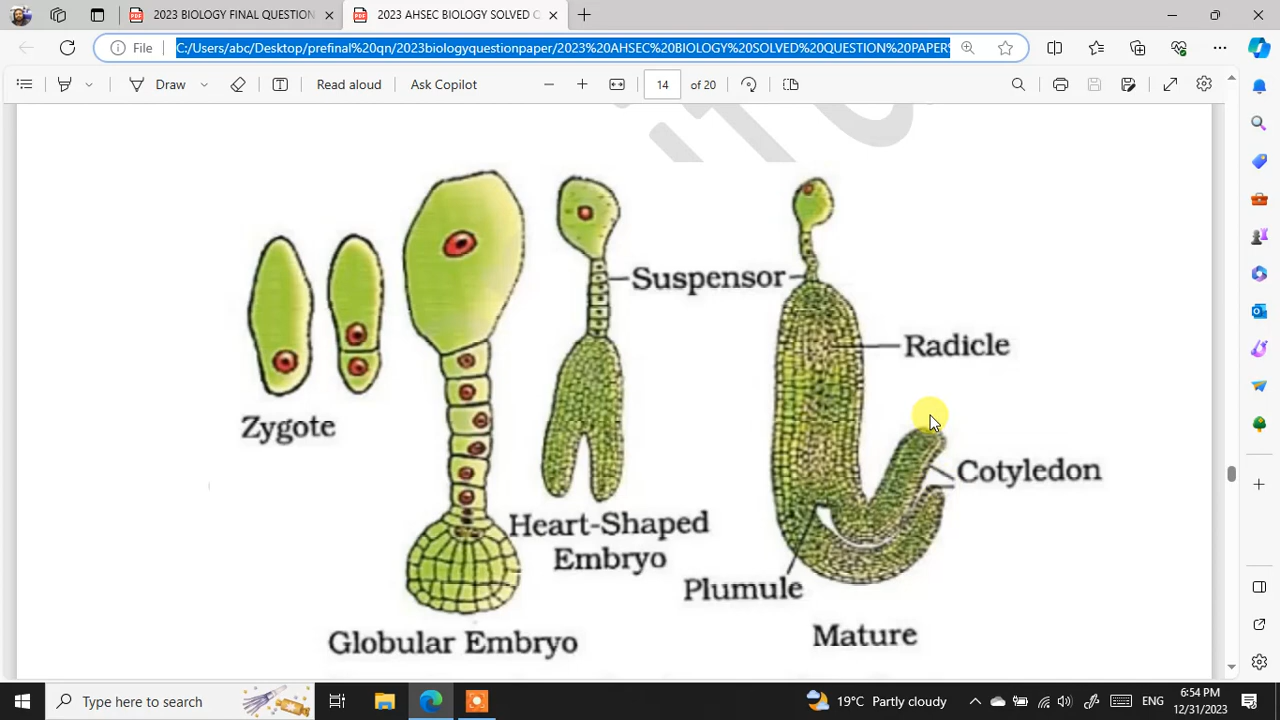 2023 BIOLOGY FINAL QUESTION
2023 AHSEC BIOLOGY SOLVED Q
File
C:/Users/abc/Desktop/prefinal%20qn/2023biologyquestionpaper/2023%20AHSEC%20BIOLOGY%20SOLVED%20QUESTION%20PAPER%
Draw
Read aloud
Ask Copilot
14 of 20
Suspensor
Radicle
Zygote
Cotyledon
Heart-Shaped
Embryo
Plumule
Globular Embryo
Mature
Type here to search
19°C Partly cloudy
ENG
6:54 PM
12/31/2023